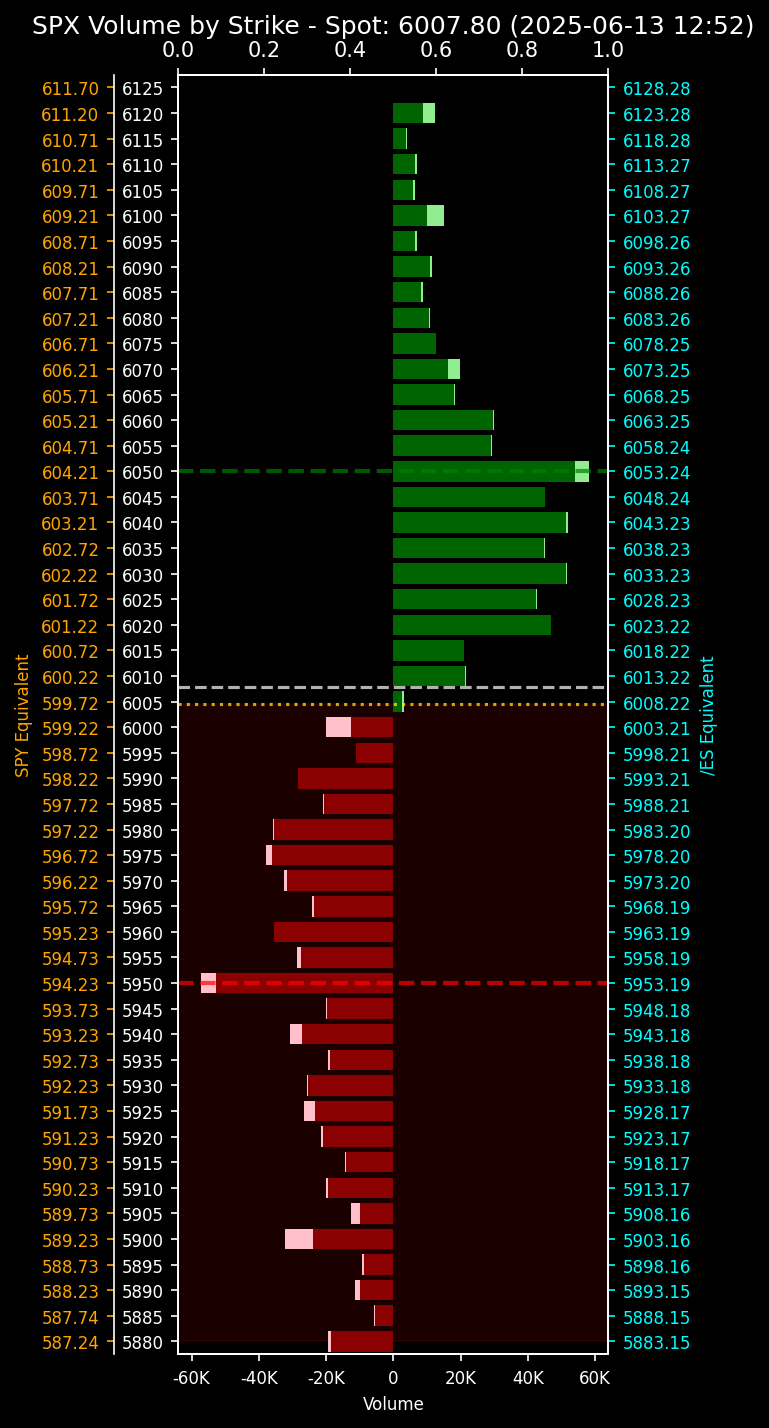 SPX Volume by Strike - Spot: 6007.80 (2025-06-13 12:52)
0.0 0.2 0.4 0.6 0.8 1.0
611.70 6125 6128.28
611.20 6120 6123.28
610.71 6115 6118.28
610.21 6110 6113.27
609.71 6105 6108.27
609.21 6100 6103.27
608.71 6095 6098.26
608.21 6090 6093.26
607.71 6085 6088.26
607.21 6080 6083.26
606.71 6075 6078.25
606.21 6070 6073.25
605.71 6065 6068.25
605.21 6060 6063.25
604.71 6055 6058.24
604.21 6050 6053.24
603.71 6045 6048.24
603.21 6040 6043.23
602.72 6035 6038.23
602.22 6030 6033.23
601.72 6025 6028.23
601.22 6020 6023.22
600.72 6015 6018.22
600.22 6010 6013.22
599.72 6005 6008.22
599.22 6000 6003.21
598.72 5995 5998.21
598.22 5990 5993.21
597.72 5985 5988.21
597.22 5980 5983.20
596.72 5975 5978.20
596.22 5970 5973.20
595.72 5965 5968.19
595.23 5960 5963.19
594.73 5955 5958.19
594.23 5950 5953.19
593.73 5945 5948.18
593.23 5940 5943.18
592.73 5935 5938.18
592.23 5930 5933.18
591.73 5925 5928.17
591.23 5920 5923.17
590.73 5915 5918.17
590.23 5910 5913.17
589.73 5905 5908.16
589.23 5900 5903.16
588.73 5895 5898.16
588.23 5890 5893.15
587.74 5885 5888.15
587.24 5880 5883.15
SPY Equivalent
/ES Equivalent
-60K -40K -20K 0 20K 40K 60K
Volume